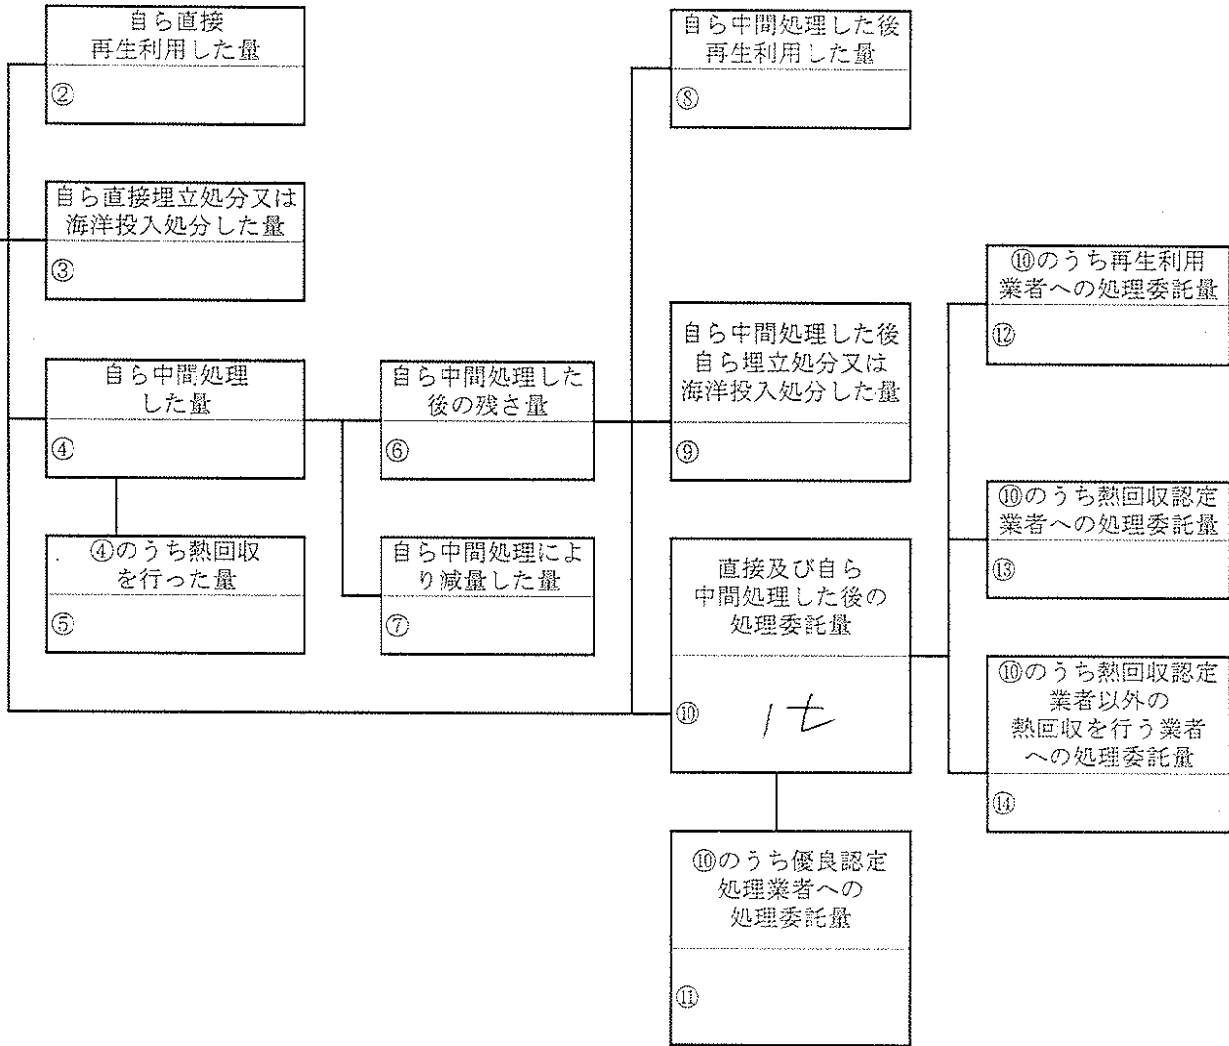 自ら直接
再生利用した量
②
自ら直接埋立処分又は
海洋投入処分した量
③
自ら中間処理
した量
④
④のうち熱回収
を行った量
⑤
自ら中間処理した
後の残さ量
⑥
自ら中間処理によ
り減量した量
⑦
自ら中間処理した後
再生利用した量
⑧
自ら中間処理した後
自ら埋立処分又は
海洋投入処分した量
⑨
直接及び自ら
中間処理した後の
処理委託量
⑩ 1t
⑩のうち優良認定
処理業者への
処理委託量
⑪
⑩のうち再生利用
業者への処理委託量
⑫
⑩のうち熱回収認定
業者への処理委託量
⑬
⑩のうち熱回収認定
業者以外の
熱回収を行う業者
への処理委託量
⑭